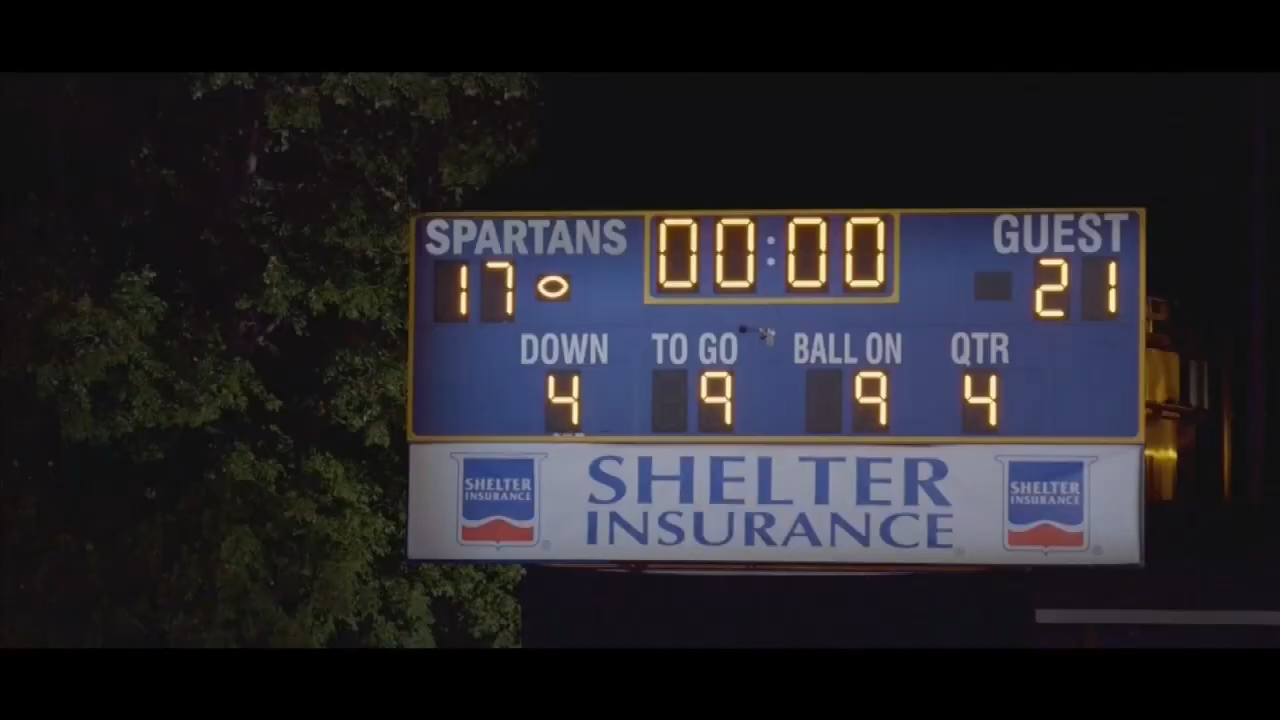 SPARTANS 00:00 GUEST
17 21
DOWN TO GO BALL ON QTR
4 9 9 4
SHELTER INSURANCE
SHELTER
INSURANCE
SHELTER INSURANCE